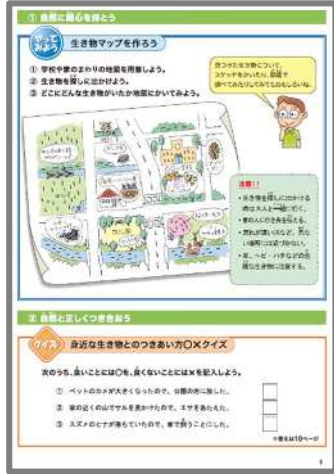 ① 自然に関心を持とう
やってみよう
生き物マップを作ろう
① 学校や家のまわりの地図を用意しよう。
② 生き物を探しに出かけよう。
③ どこにどんな生き物がいたか地図にかいてみよう。
見つけた生き物について、
スケッチをかいたり、図鑑で
調べてみたりしてみてもおもしろいね。
注意!!
・生き物を探しに出かける
時は大人と一緒に行く。
・家の人に行き先を伝える。
・流れが速い川など、危な
い場所には近づかない。
・車、ヘビ・ハチなどの危
険な生き物に注意する。
② 自然と正しくつき合おう
クイズ
身近な生き物とのつきあい方〇×クイズ
次のうち、良いことには〇を、良くないことには×を記入しよう。
① ペットのカメが大きくなったので、公園の池に放した。
② 家の近くの山でサルを見かけたので、エサをあたえた。
③ スズメのヒナが落ちていたので、家で飼うことにした。
※答えは10ページ